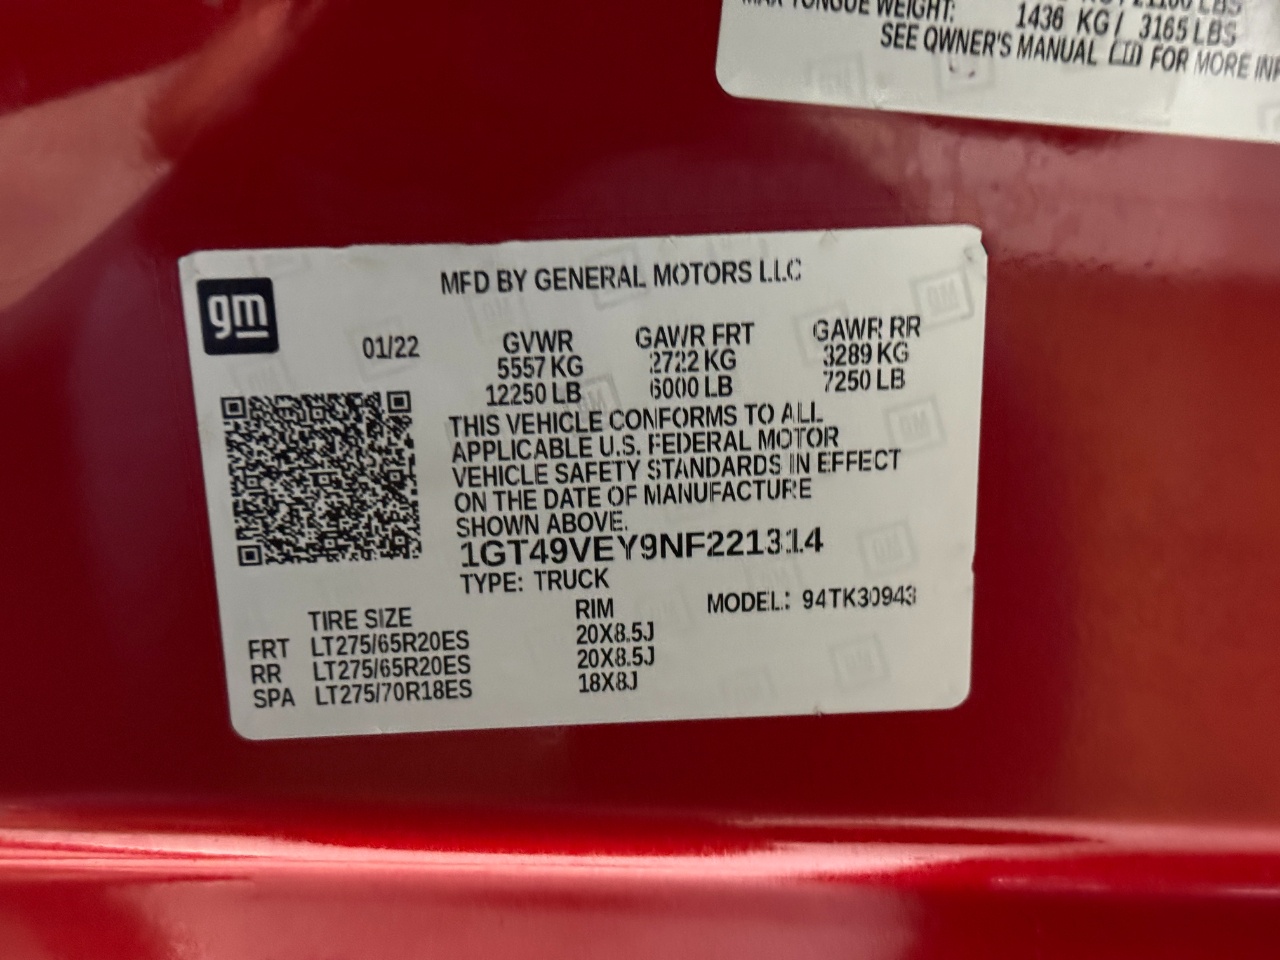 1436 KG / 3165 LBS
SEE OWNER'S MANUAL FOR MORE
MFD BY GENERAL MOTORS LLC
gm
01/22
GVWR GAWR FRT GAWR RR
5557 KG 2722 KG 3289 KG
12250 LB 6000 LB 7250 LB
THIS VEHICLE CONFORMS TO ALL
APPLICABLE U.S. FEDERAL MOTOR
VEHICLE SAFETY STANDARDS IN EFFECT
ON THE DATE OF MANUFACTURE
SHOWN ABOVE.
1GT49VEY9NF221314
TYPE: TRUCK
TIRE SIZE RIM MODEL: 94TK30943
FRT LT275/65R20ES 20X8.5J
RR LT275/65R20ES 20X8.5J
SPA LT275/70R18ES 18X8J